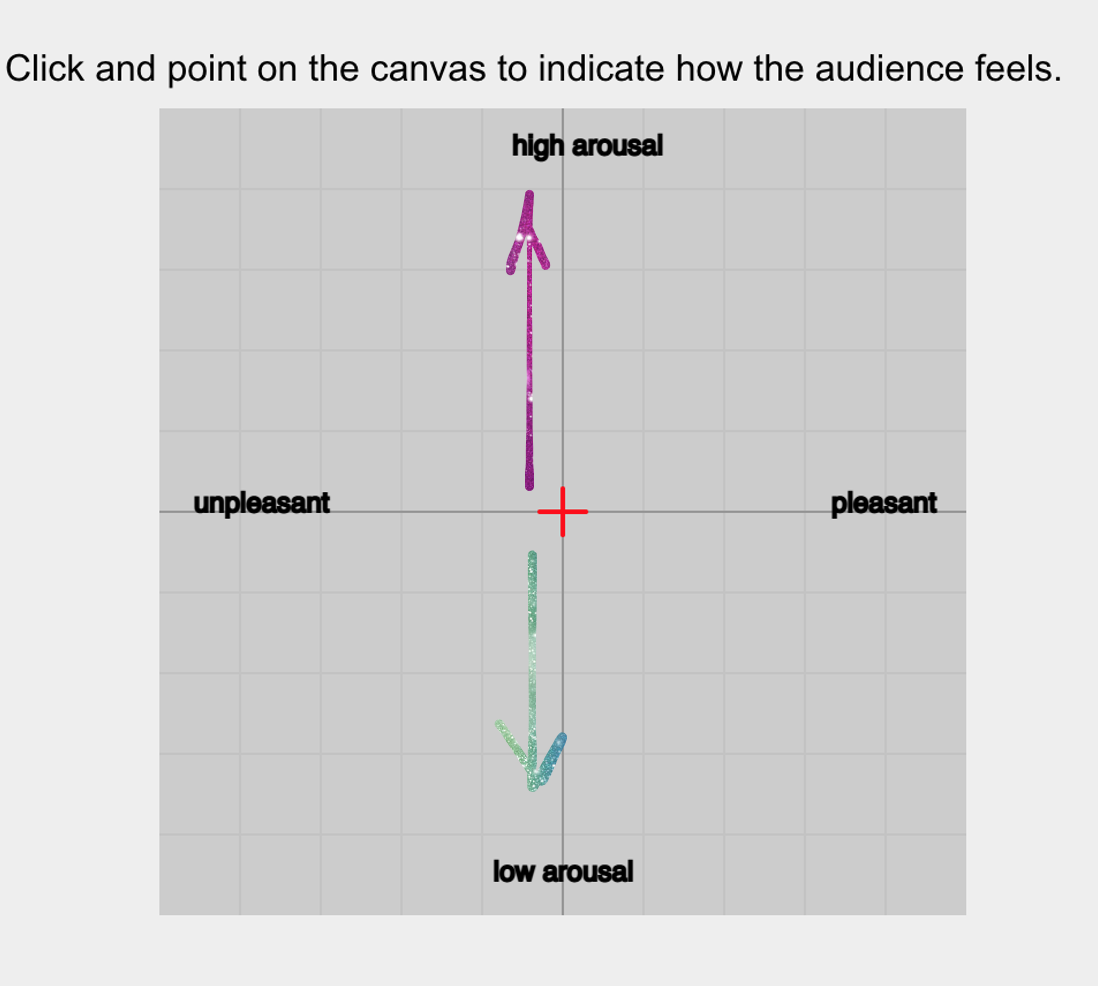 Click and point on the canvas to indicate how the audience feels.
high arousal
unpleasant
pleasant
low arousal